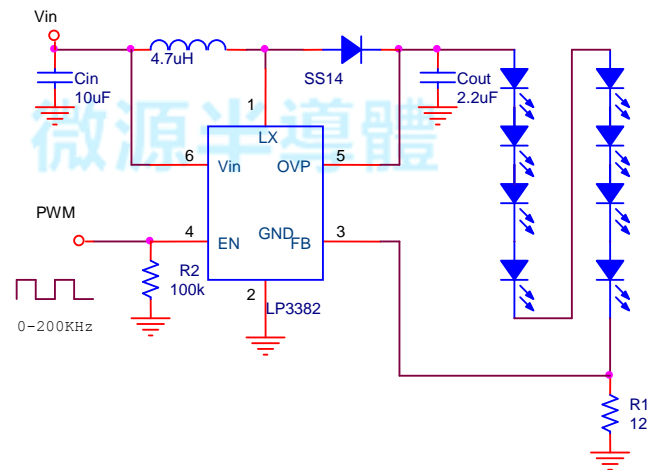 Vin
4.7uH
SS14
Cin
10uF
Cout
2.2uF
微源半導體
1
LX
6
Vin
OVP
5
PWM
4
EN
GND
FB
3
R2
100k
2
LP3382
0-200KHz
R1
12